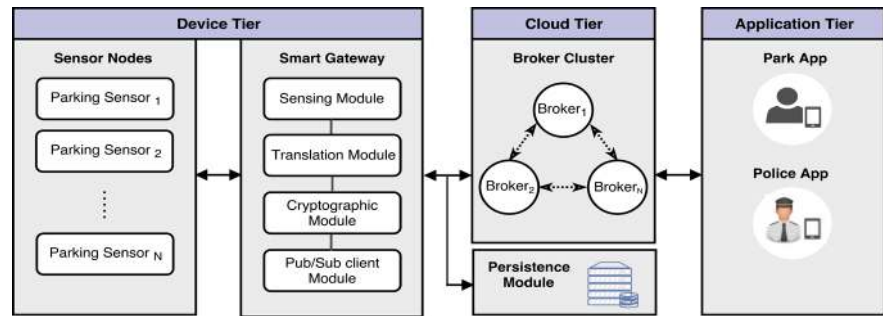 Device Tier
Cloud Tier
Application Tier
Sensor Nodes
Parking Sensor 1
Parking Sensor 2
Parking Sensor N
Smart Gateway
Sensing Module
Translation Module
Cryptographic
Module
Pub/Sub client
Module
Broker Cluster
Broker1
Broker2
BrokerN
Persistence
Module
Park App
Police App